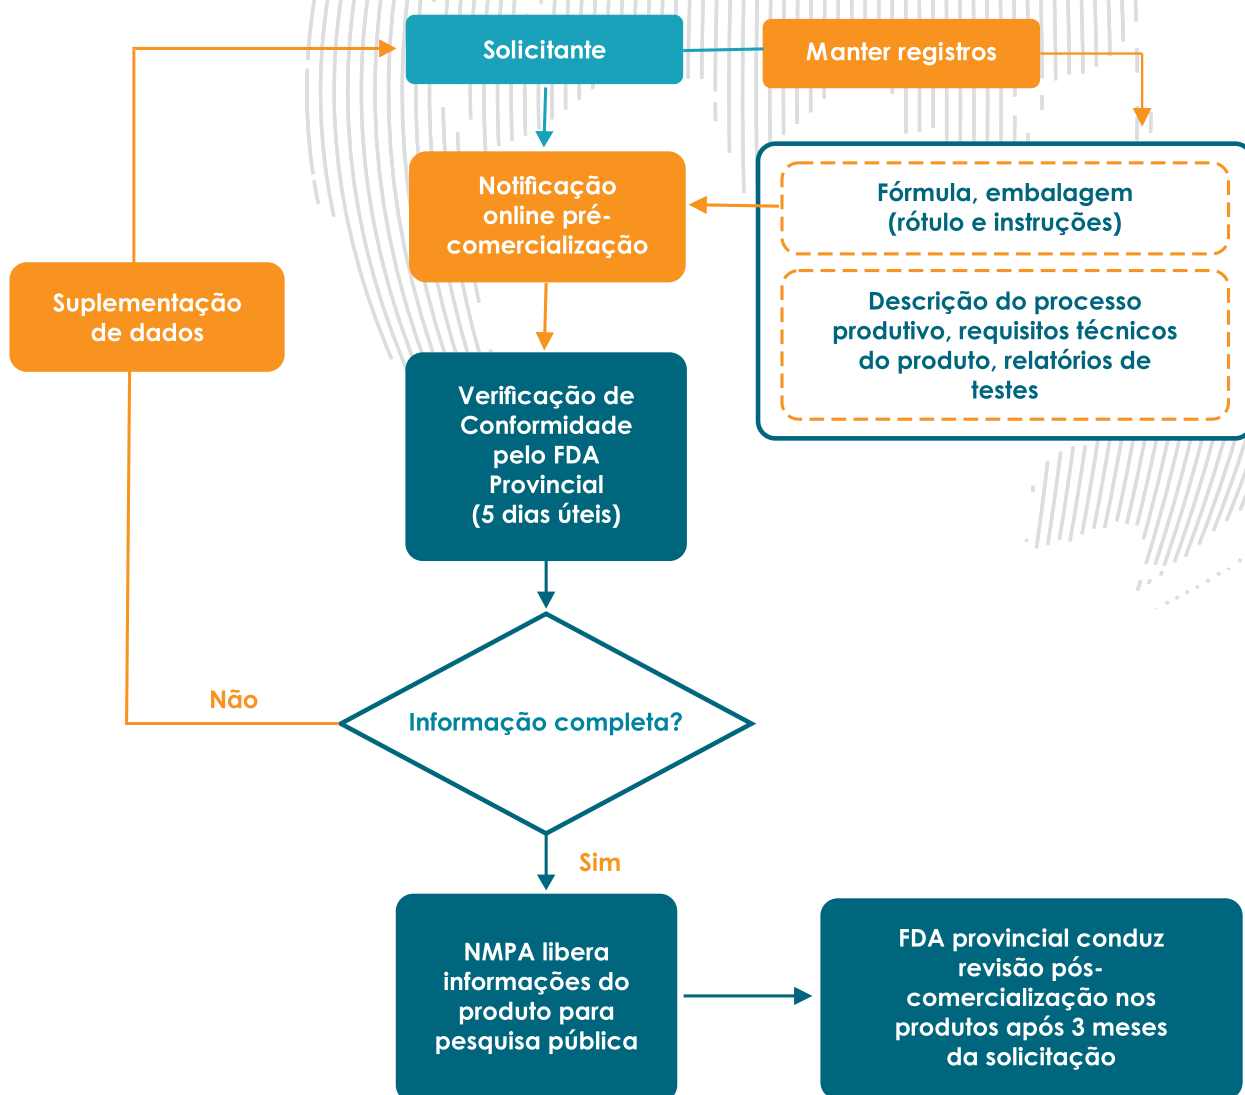 Solicitante
Manter registros
Notificação
online pré-
comercialização
Fórmula, embalagem
(rótulo e instruções)
Descrição do processo
produtivo, requisitos técnicos
do produto, relatórios de
testes
Suplementação
de dados
Verificação de
Conformidade
pelo FDA
Provincial
(5 dias úteis)
Não
Informação completa?
Sim
NMPA libera
informações do
produto para
pesquisa pública
FDA provincial conduz
revisão pós-
comercialização nos
produtos após 3 meses
da solicitação